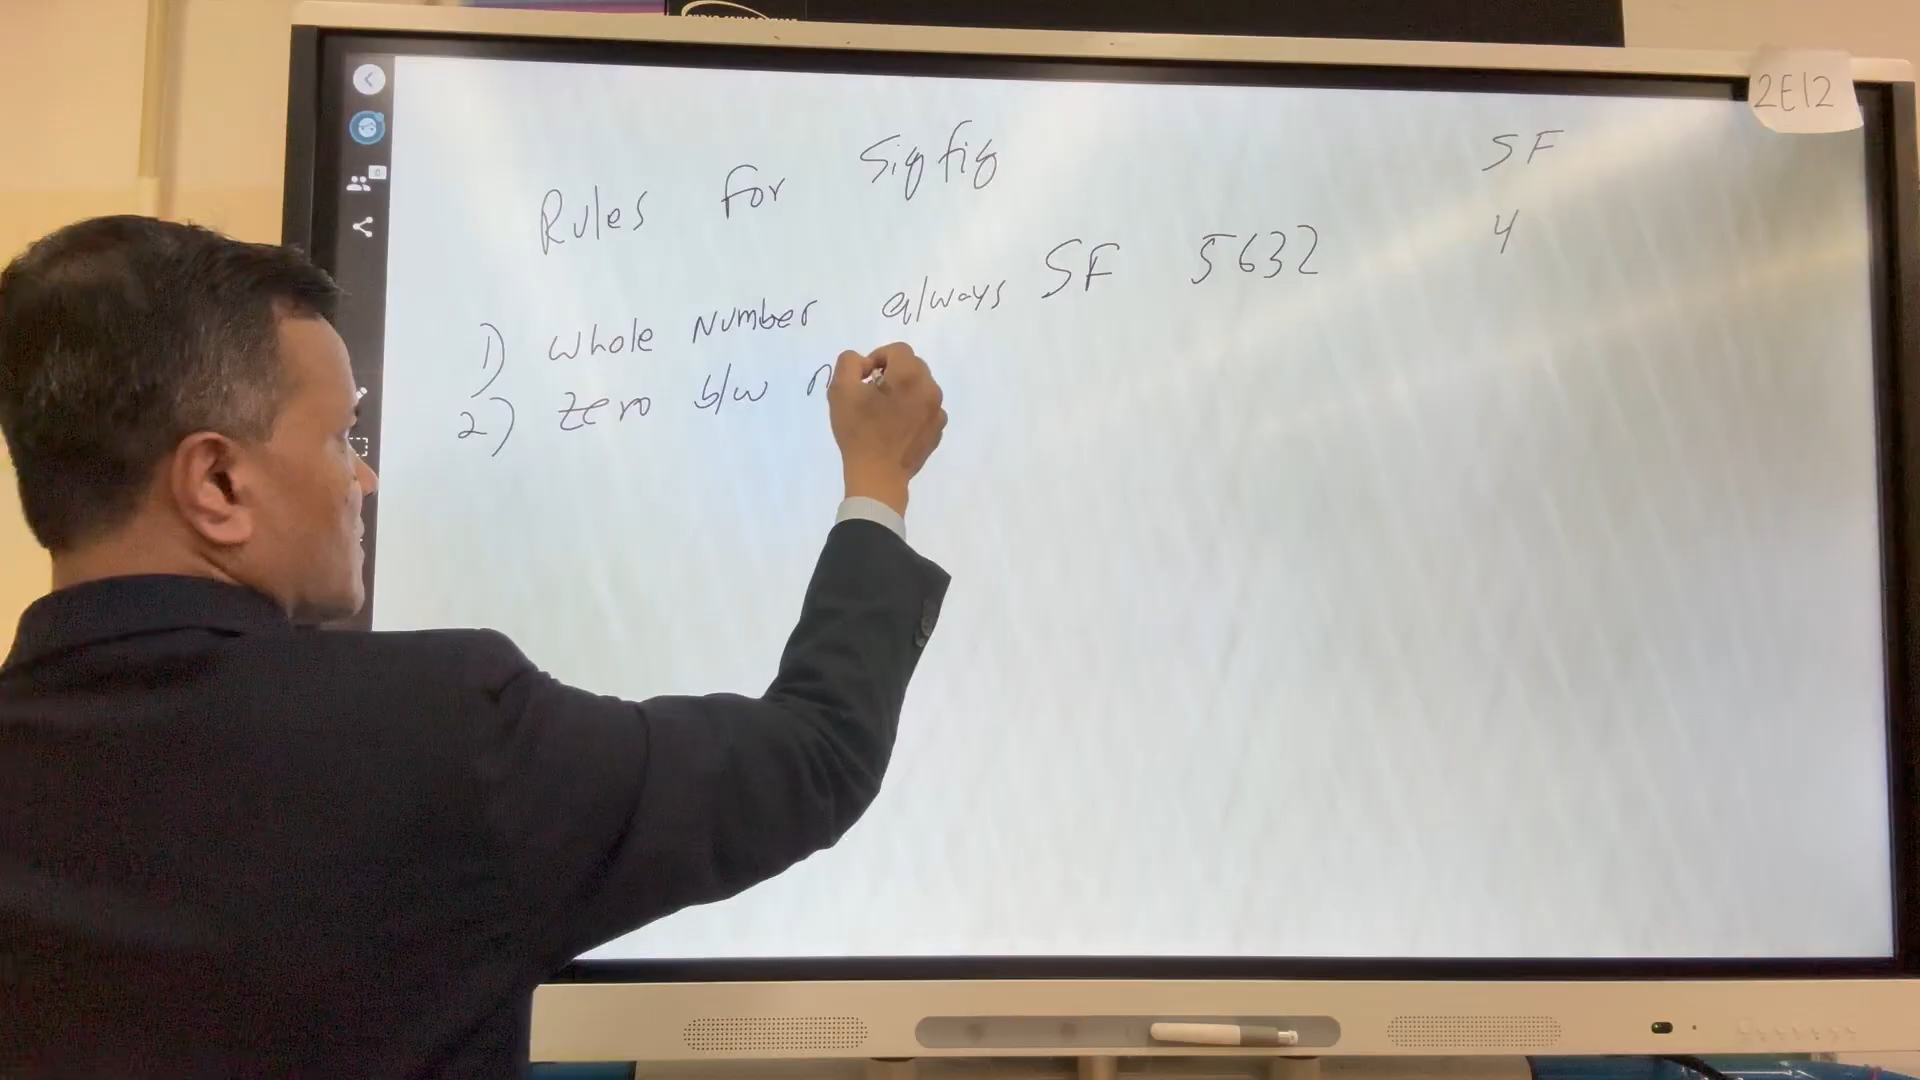 2E12
Rules for Sigfig
SF
1) Whole Number always SF 5632
4
2) Zero b/w n